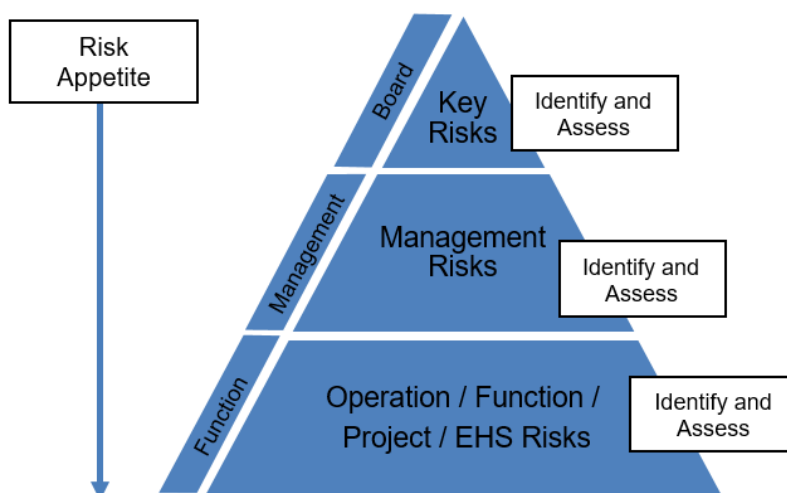 Risk
Appetite
Board
Key
Risks
Identify and
Assess
Management
Management
Risks
Identify and
Assess
Function
Operation / Function /
Project / EHS Risks
Identify and
Assess